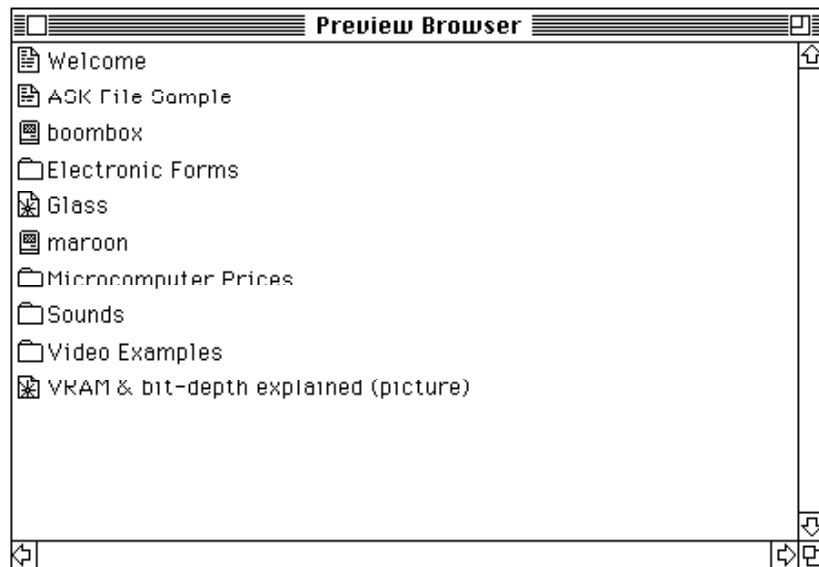 Preview Browser
Welcome
ASK File Sample
boombox
Electronic Forms
Glass
maroon
Microcomputer Prices
Sounds
Video Examples
VRAM & bit-depth explained (picture)